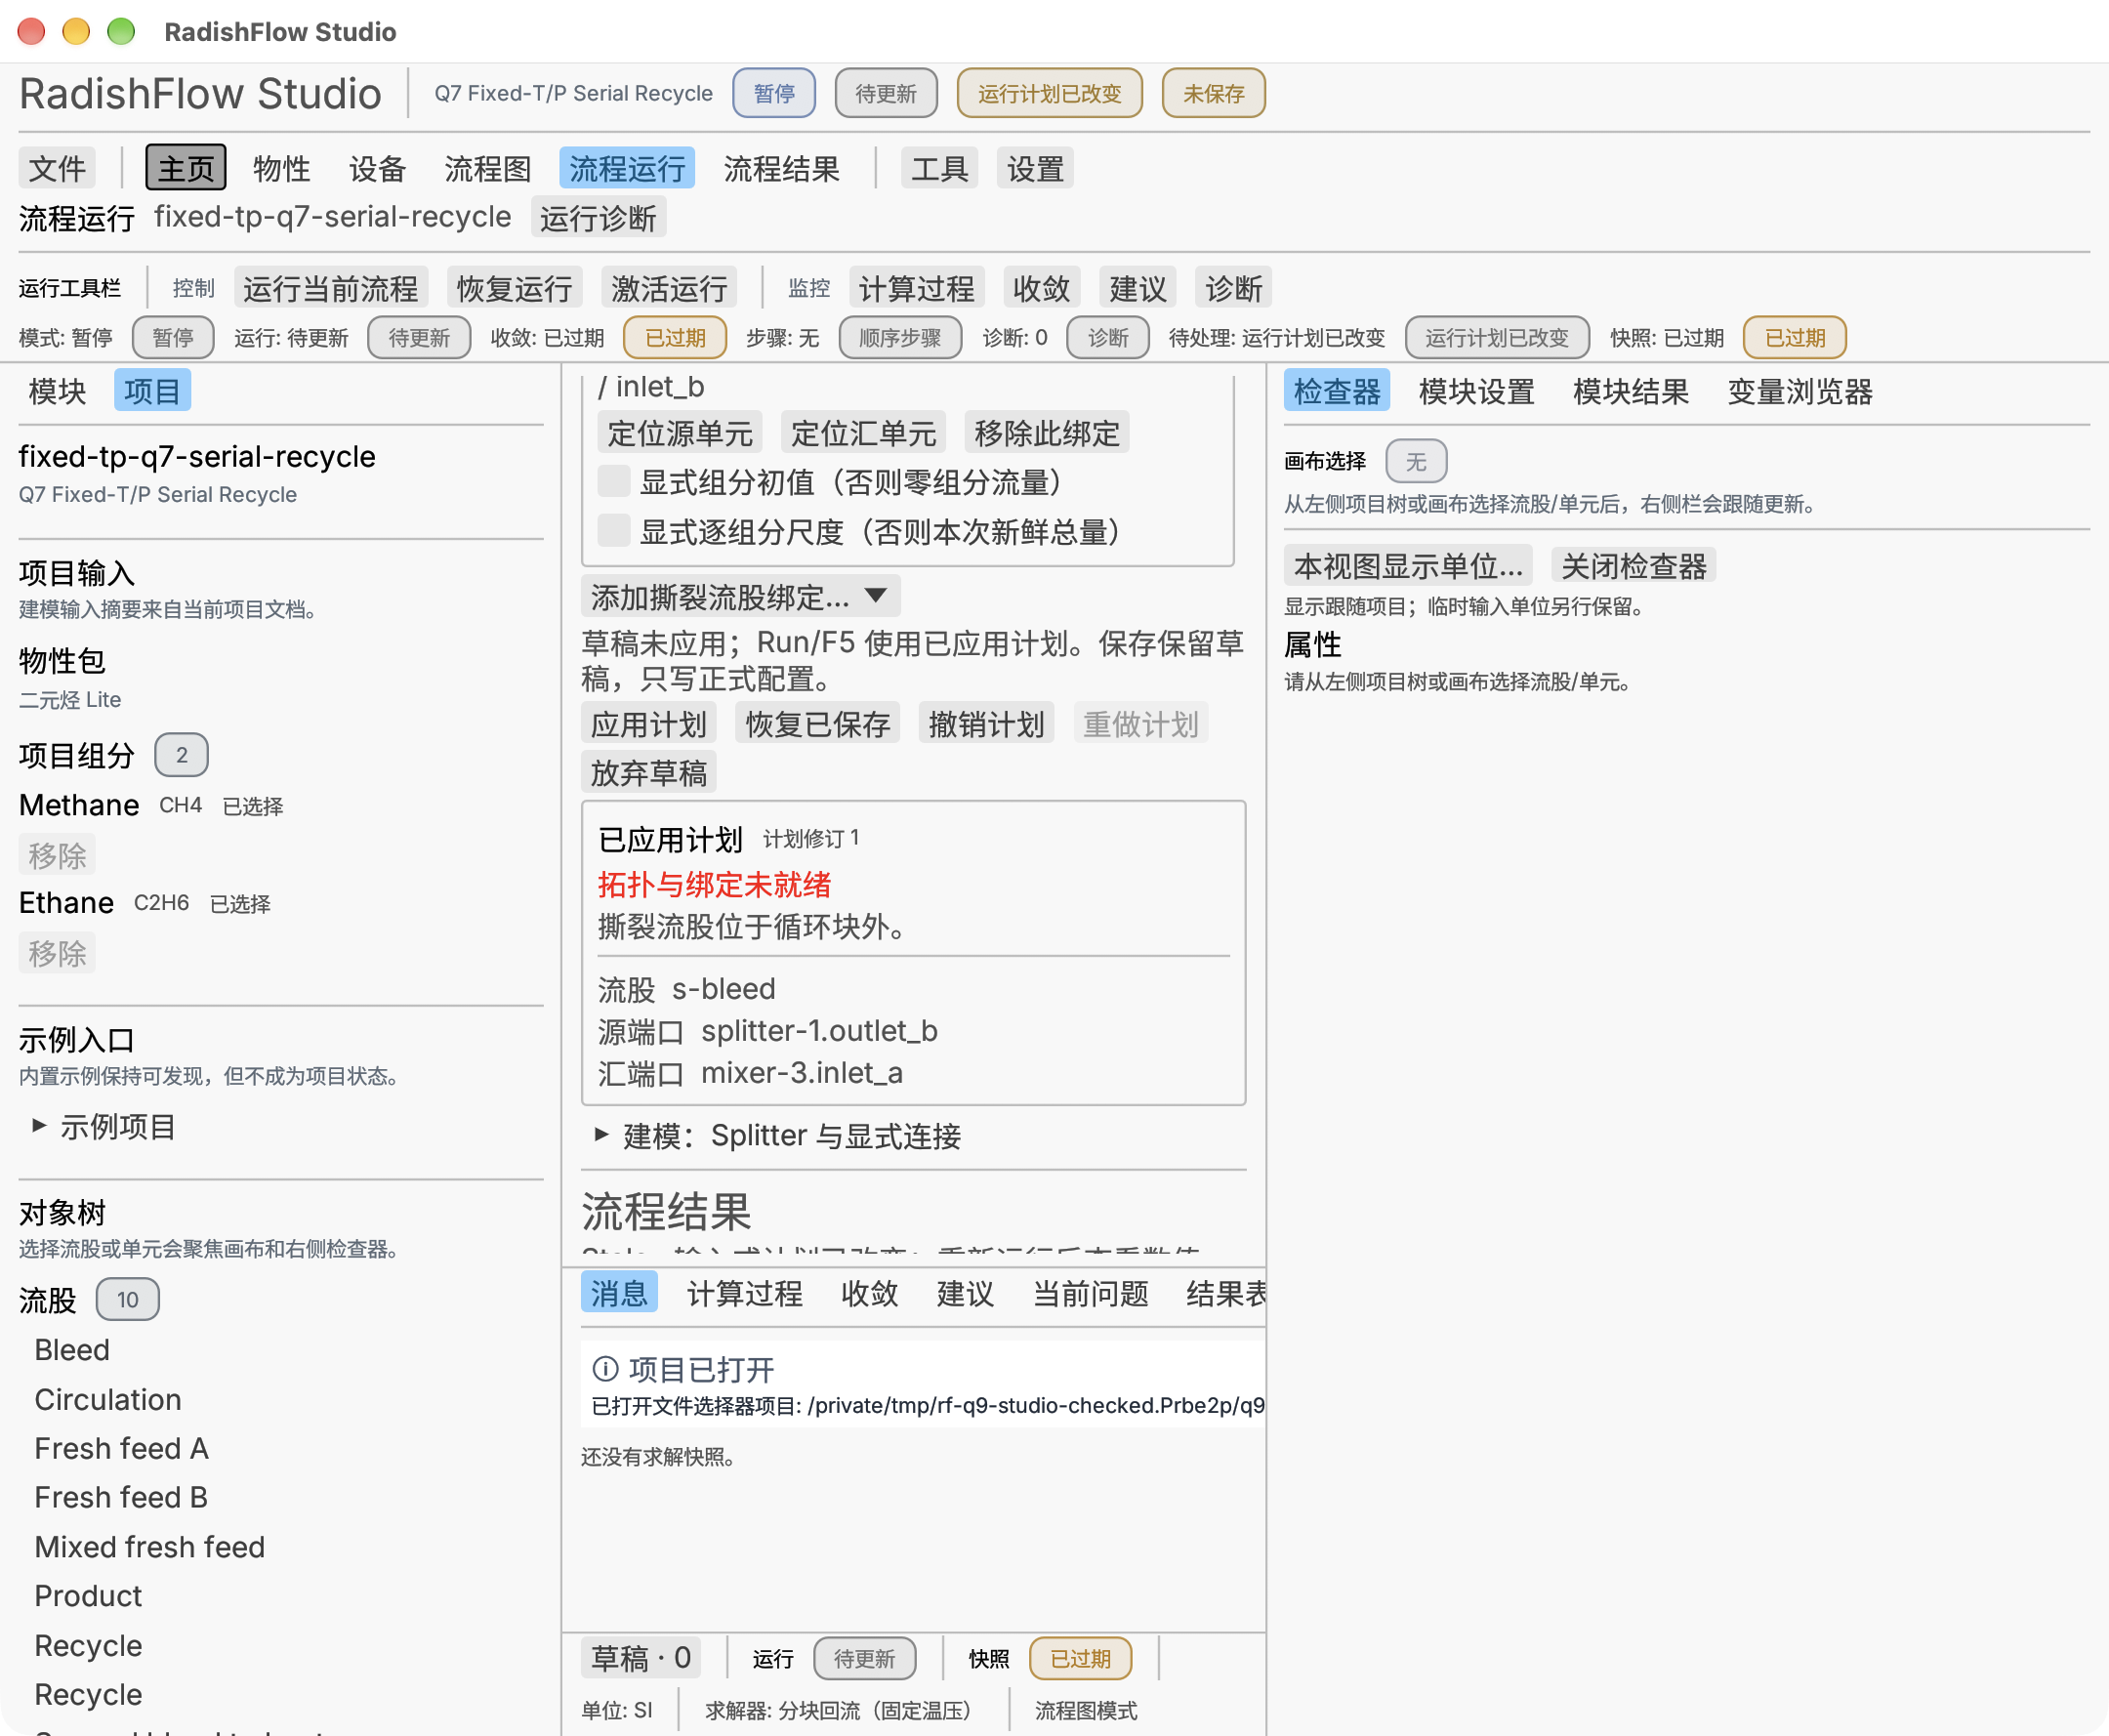 RadishFlow Studio
RadishFlow Studio Q7 Fixed-T/P Serial Recycle 暂停 待更新 运行计划已改变 未保存
文件 主页 物性 设备 流程图 流程运行 流程结果 工具 设置
流程运行 fixed-tp-q7-serial-recycle 运行诊断
运行工具栏 控制 运行当前流程 恢复运行 激活运行 监控 计算过程 收敛 建议 诊断
模式: 暂停 暂停 运行: 待更新 待更新 收敛: 已过期 已过期 步骤: 无 顺序步骤 诊断: 0 诊断 待处理: 运行计划已改变 运行计划已改变 快照: 已过期 已过期
模块 项目
fixed-tp-q7-serial-recycle
Q7 Fixed-T/P Serial Recycle
项目输入
建模输入摘要来自当前项目文档。
物性包
二元烃 Lite
项目组分 2
Methane CH4 已选择
移除
Ethane C2H6 已选择
移除
示例入口
内置示例保持可发现，但不成为项目状态。
示例项目
对象树
选择流股或单元会聚焦画布和右侧检查器。
流股 10
Bleed
Circulation
Fresh feed A
Fresh feed B
Mixed fresh feed
Product
Recycle
Recycle
/ inlet_b
定位源单元 定位汇单元 移除此绑定
显式组分初值（否则零组分流量）
显式逐组分尺度（否则本次新鲜总量）
添加撕裂流股绑定...
草稿未应用；Run/F5 使用已应用计划。保存保留草
稿，只写正式配置。
应用计划 恢复已保存 撤销计划 重做计划
放弃草稿
已应用计划 计划修订 1
拓扑与绑定未就绪
撕裂流股位于循环块外。
流股 s-bleed
源端口 splitter-1.outlet_b
汇端口 mixer-3.inlet_a
建模：Splitter 与显式连接
流程结果
消息 计算过程 收敛 建议 当前问题 结果表
项目已打开
已打开文件选择器项目: /private/tmp/rf-q9-studio-checked.Prbe2p/q9
还没有求解快照。
草稿 · 0 运行 待更新 快照 已过期
单位: SI 求解器: 分块回流（固定温压） 流程图模式
检查器 模块设置 模块结果 变量浏览器
画布选择 无
从左侧项目树或画布选择流股/单元后，右侧栏会跟随更新。
本视图显示单位... 关闭检查器
显示跟随项目；临时输入单位另行保留。
属性
请从左侧项目树或画布选择流股/单元。